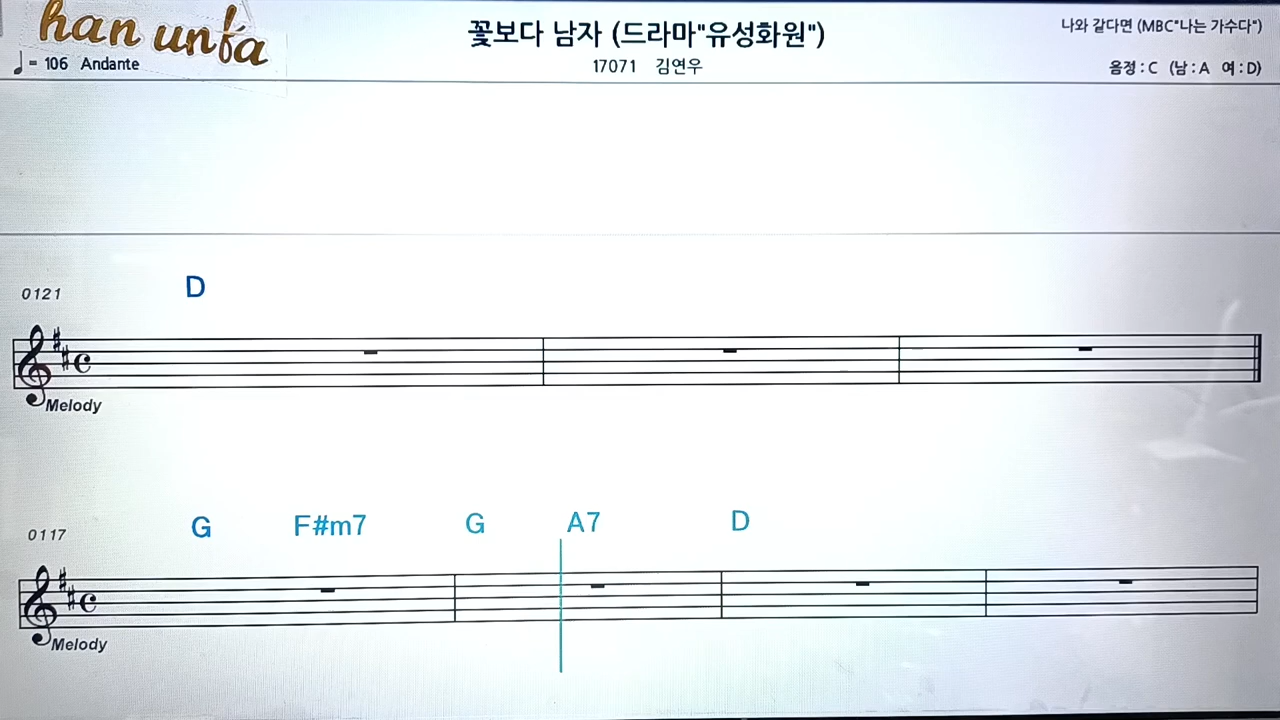 han unfa
꽃보다 남자 (드라마"유성화원")
나와 같다면 (MBC"나는 가수다")
♩= 106 Andante
17071 김연우
음정 : C (남 : A 여 : D)
0121 D
Melody
0117 G F#m7 G A7 D
Melody